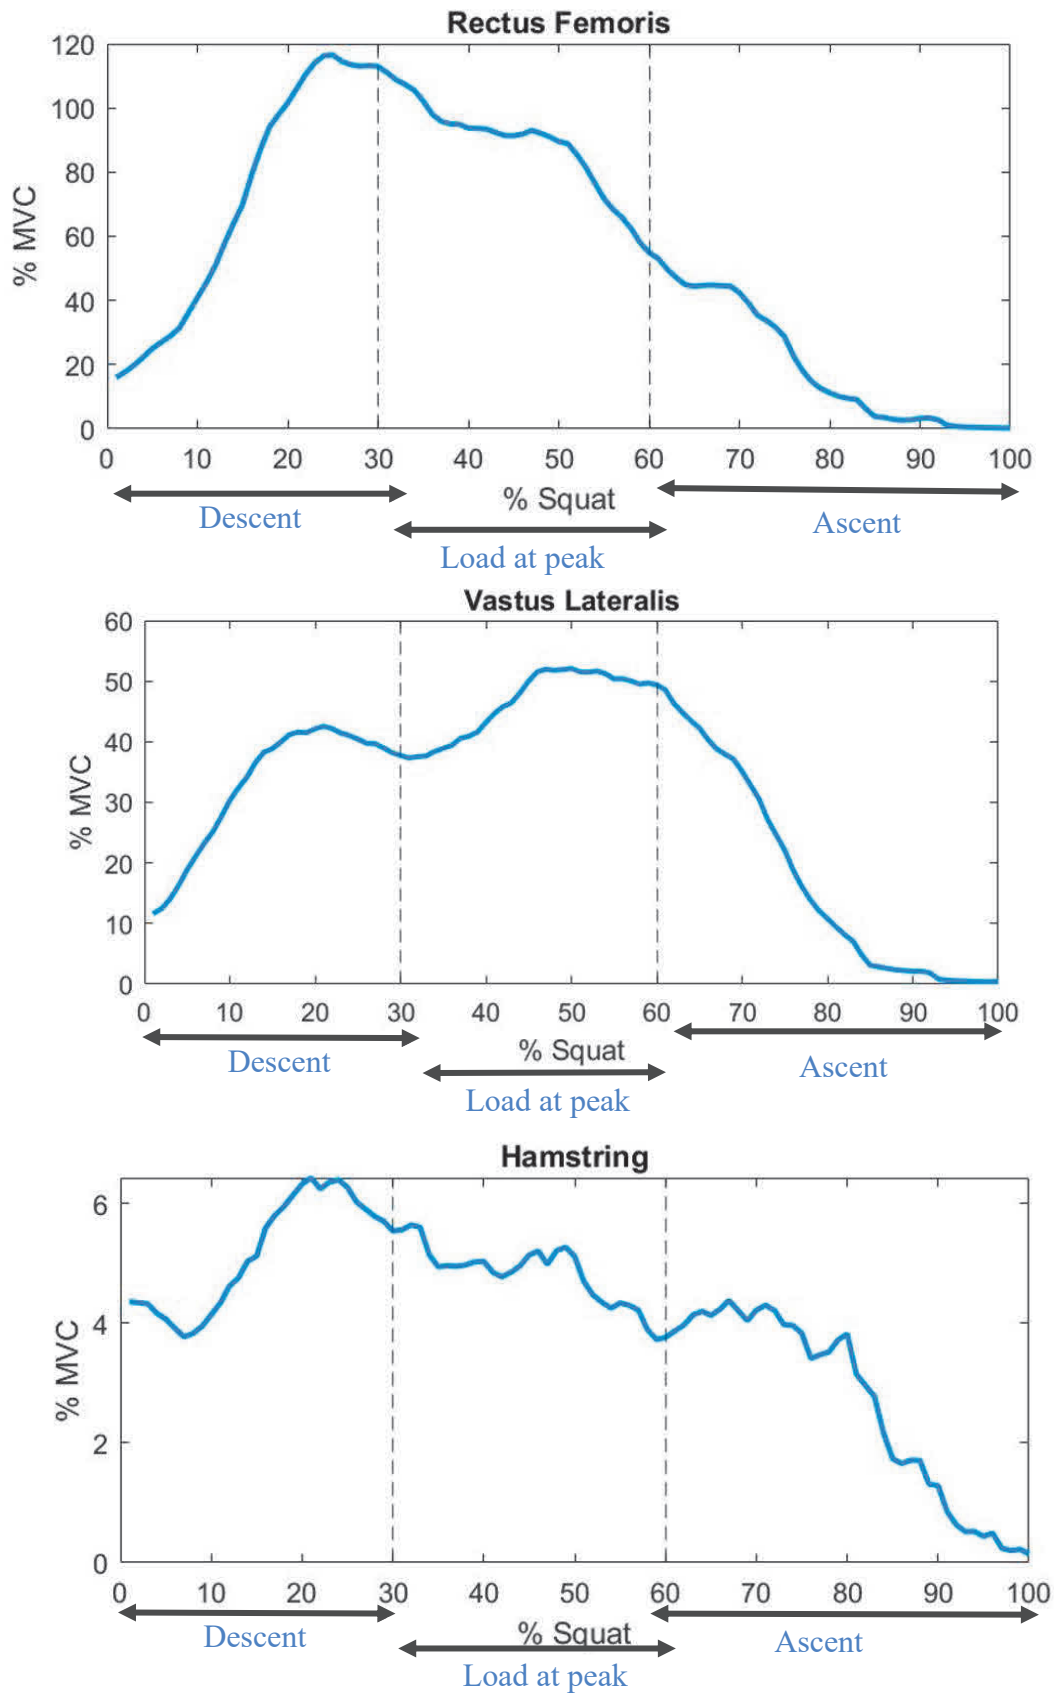 Rectus Femoris
120
100
80
60
40
20
0
% MVC
0 10 20 30 40 50 60 70 80 90 100
% Squat
Descent
Ascent
Load at peak
Vastus Lateralis
60
50
40
30
20
10
0
% MVC
0 10 20 30 40 50 60 70 80 90 100
% Squat
Descent
Ascent
Load at peak
Hamstring
6
4
2
0
% MVC
0 10 20 30 40 50 60 70 80 90 100
% Squat
Descent
Ascent
Load at peak